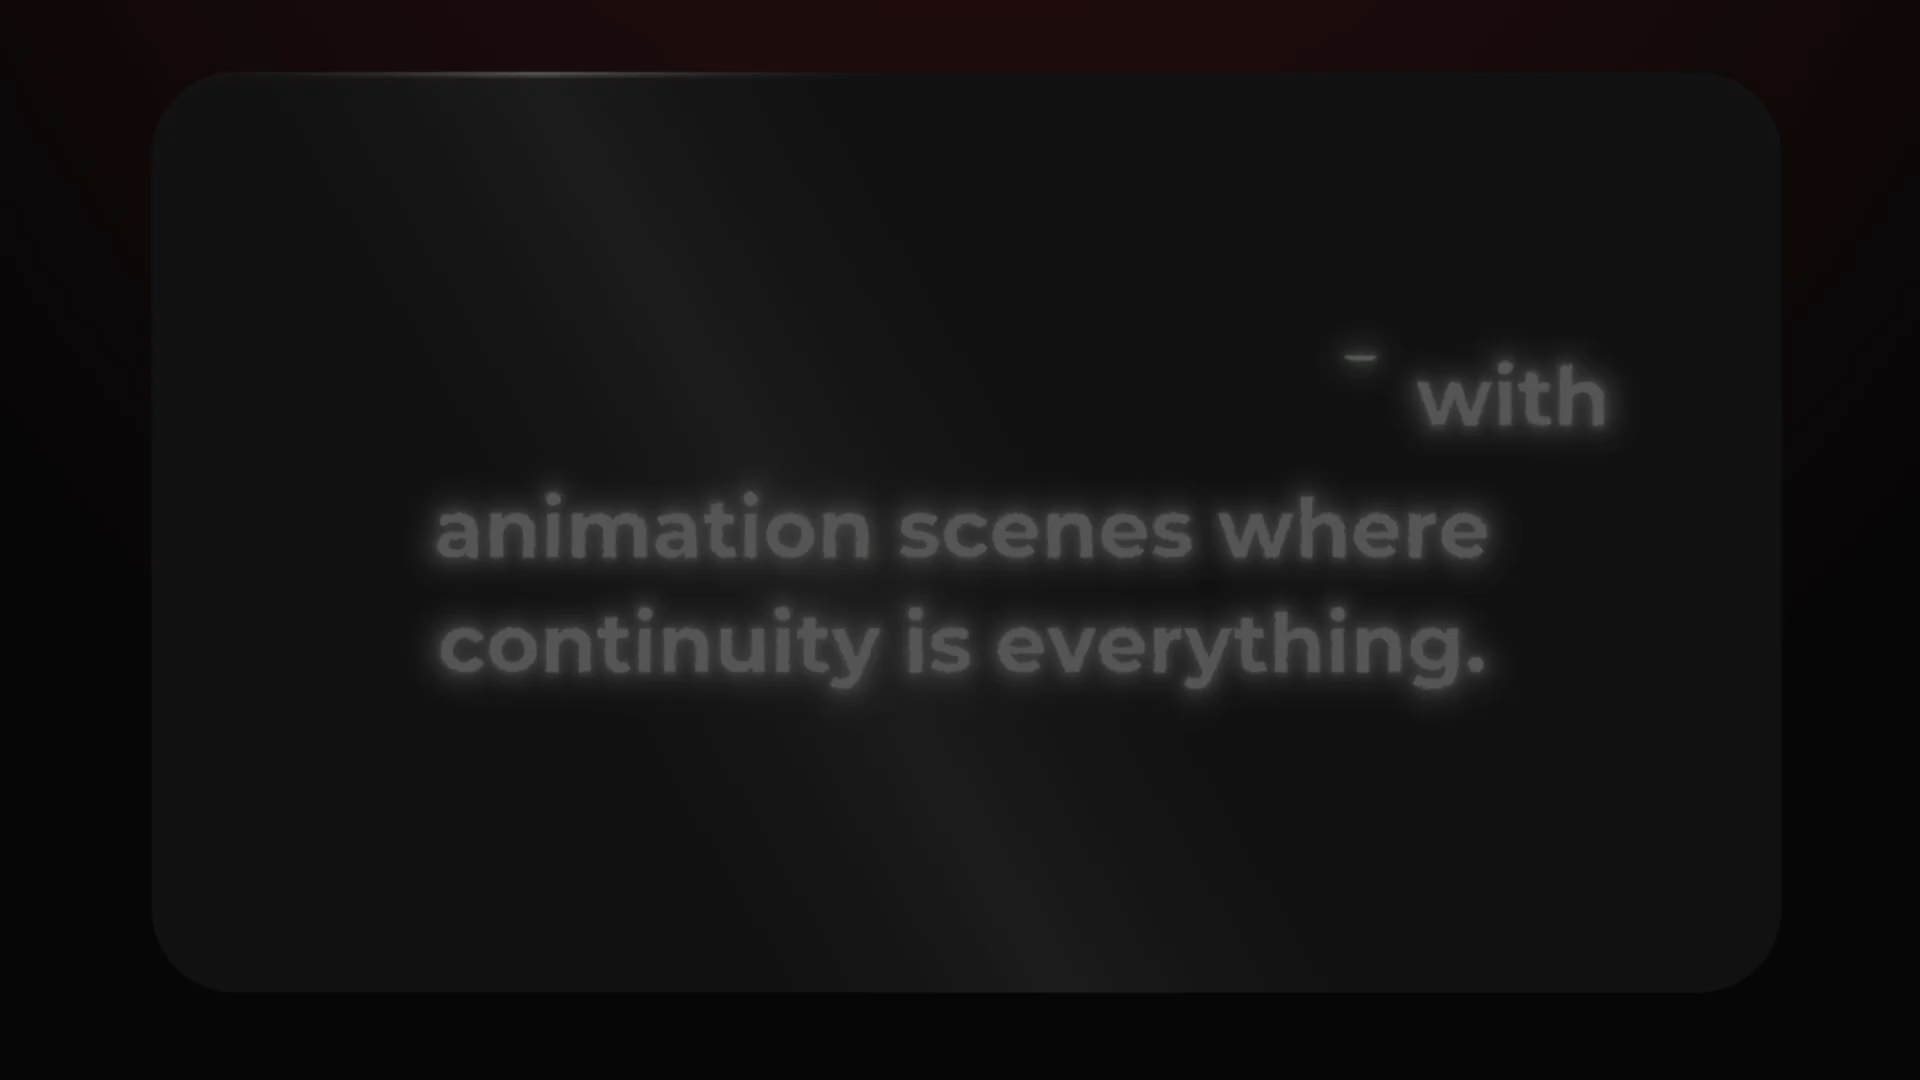 with
animation scenes where
continuity is everything.